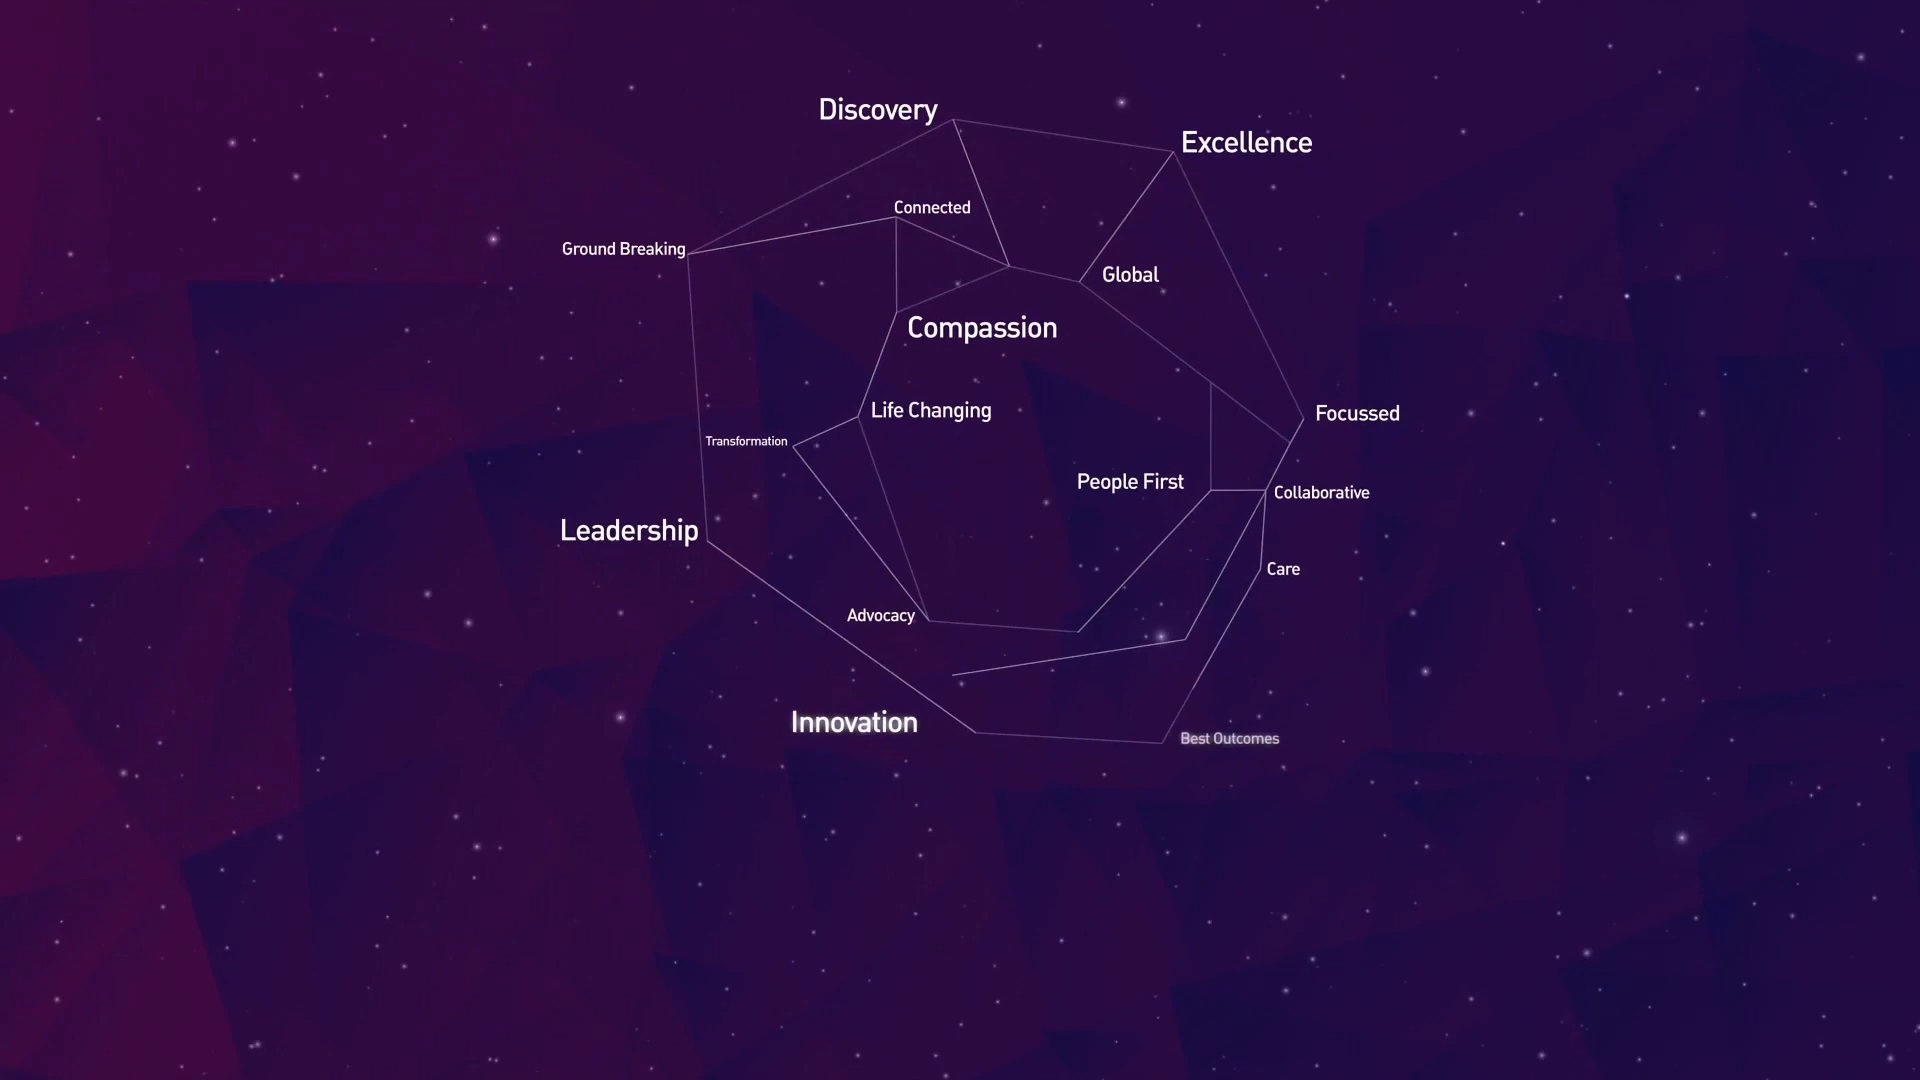 Discovery
Excellence
Connected
Ground Breaking
Global
Compassion
Life Changing
Focussed
Transformation
People First
Collaborative
Leadership
Care
Advocacy
Innovation
Best Outcomes